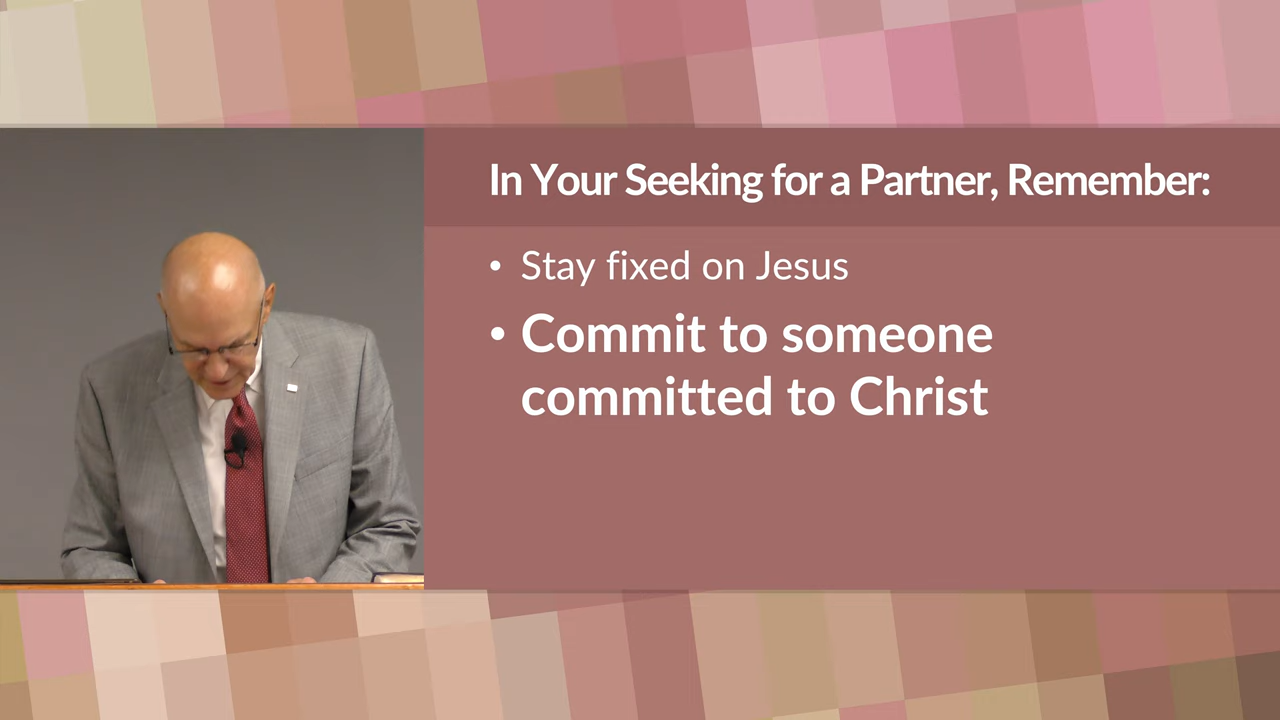 In Your Seeking for a Partner, Remember:
• Stay fixed on Jesus
• Commit to someone
committed to Christ